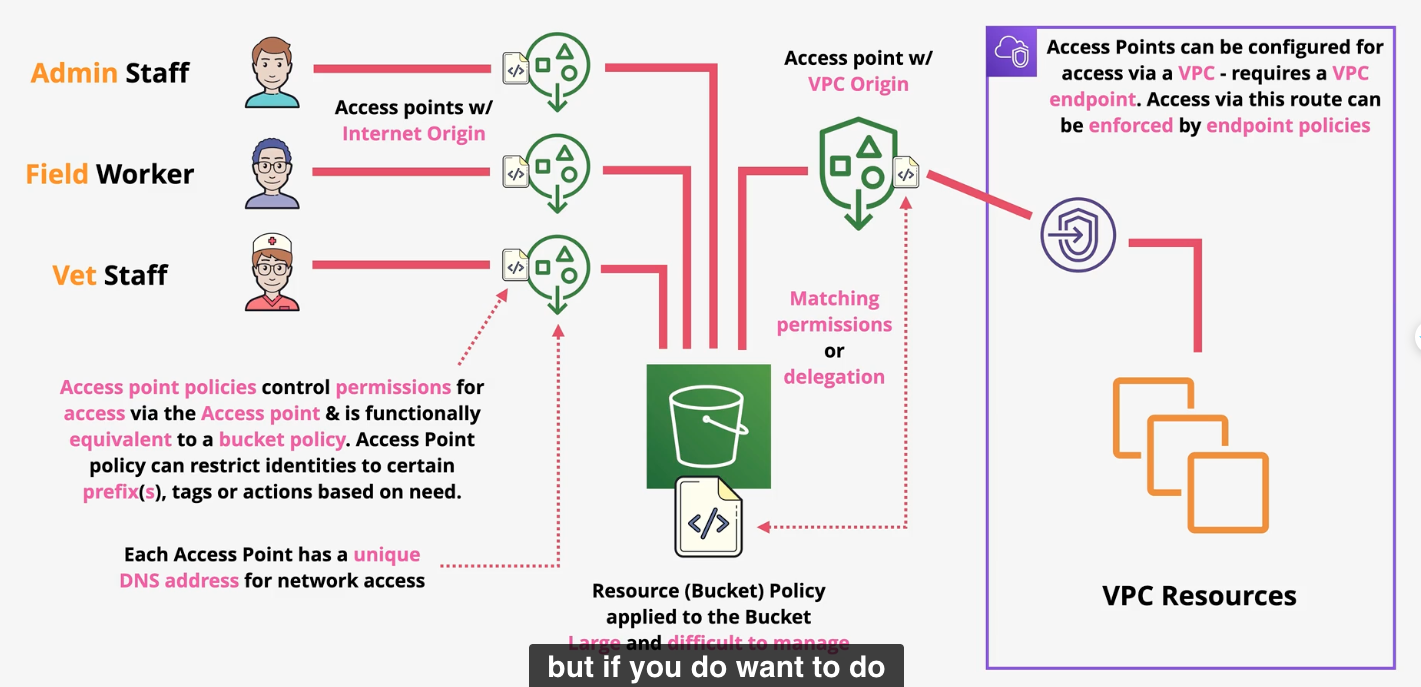 Admin Staff
Access points w/
Internet Origin
Field Worker
Vet Staff
Access point policies control permissions for
access via the Access point & is functionally
equivalent to a bucket policy. Access Point
policy can restrict identities to certain
prefix(s), tags or actions based on need.
Each Access Point has a unique
DNS address for network access
Access point w/
VPC Origin
Matching
permissions
or
delegation
</>
</>
</>
</>
</>
Resource (Bucket) Policy
applied to the Bucket
Large and difficult to manage
Access Points can be configured for
access via a VPC - requires a VPC
endpoint. Access via this route can
be enforced by endpoint policies
VPC Resources
but if you do want to do